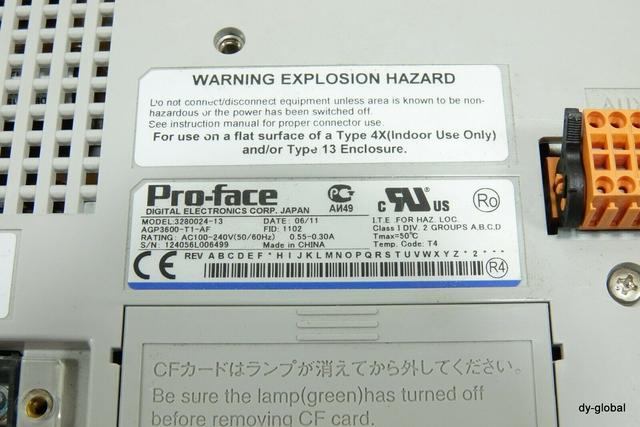 WARNING EXPLOSION HAZARD
Do not connect/disconnect equipment unless area is known to be non-
hazardous or the power has been switched off.
See instruction manual for proper connector use.
For use on a flat surface of a Type 4X(Indoor Use Only)
and/or Type 13 Enclosure.
Pro-face
DIGITAL ELECTRONICS CORP. JAPAN
MODEL:3280024-13 DATE: 06/11
AGP3600-T1-AF FID: 1102
RATING: AC100-240V(50/60Hz) 0.55-0.30A
S/N: 124056L006499 Made in CHINA
АИ49
C UL US
Ro
I.T.E .FOR HAZ. LOC.
Class I DIV. 2 GROUPS A,B,C,D
Tmax=50℃
Temp. Code: T4
CE
REV A B C D E F * H I J K L M N O P Q R S T U V W X Y Z * 2 * * *
R4
CFカードはランプが消えてから外してください
Be sure the lamp(green)has turned off
before removing CF card.
dy-global